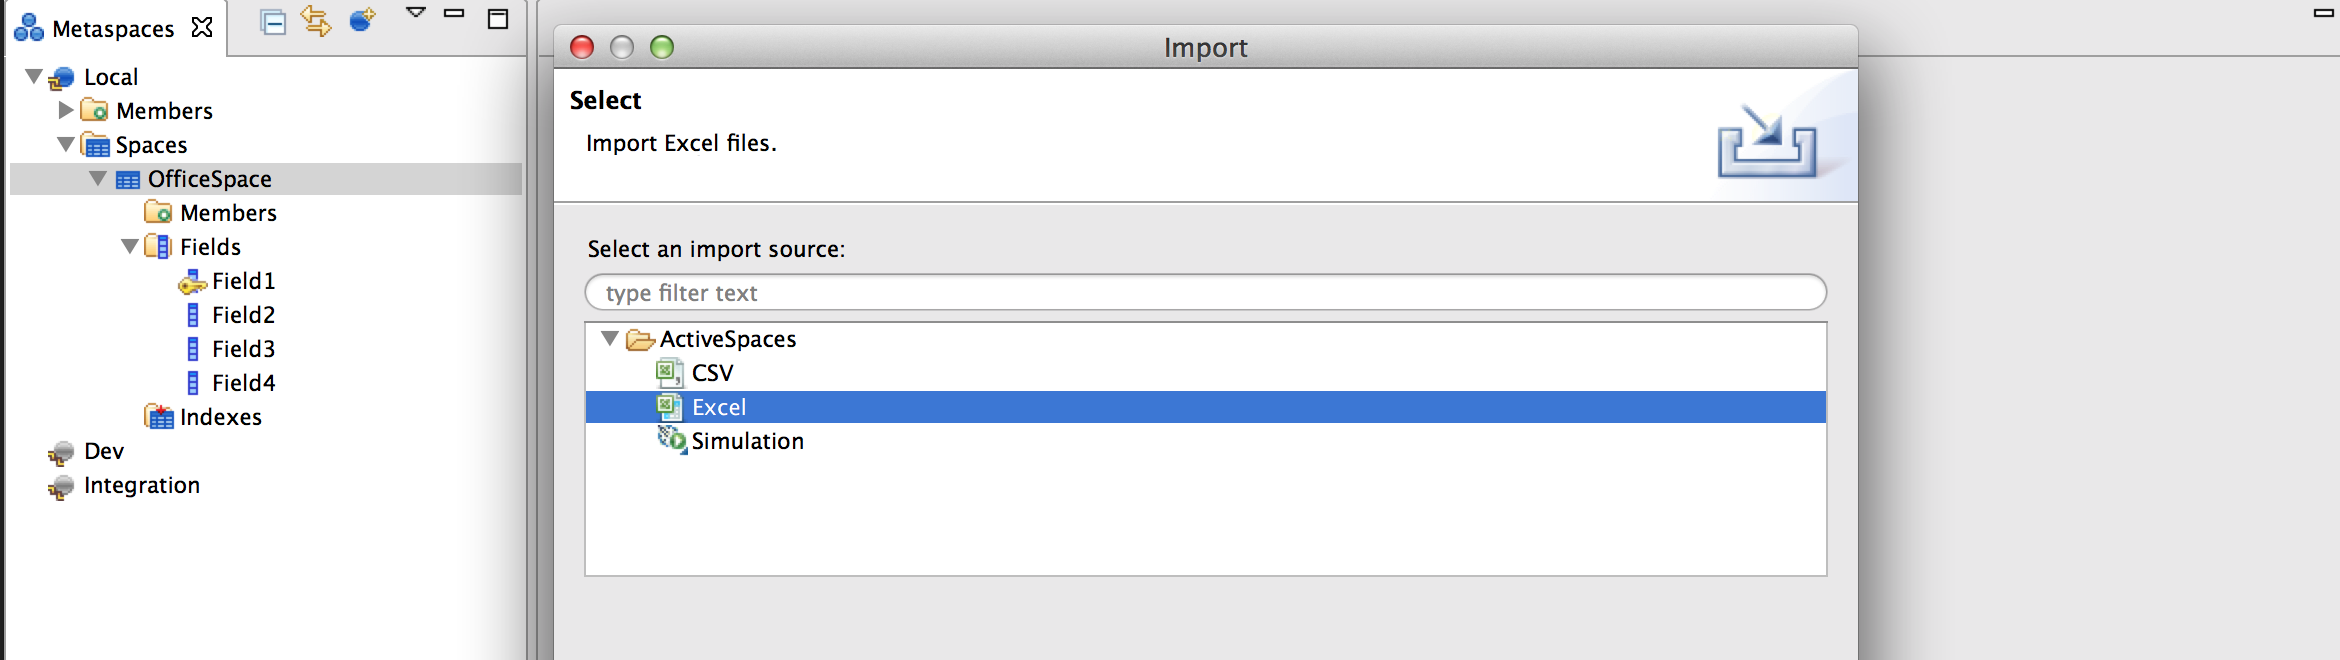 Metaspaces
Local
Members
Spaces
OfficeSpace
Members
Fields
Field1
Field2
Field3
Field4
Indexes
Dev
Integration
Import
Select
Import Excel files.
Select an import source:
type filter text
ActiveSpaces
CSV
Excel
Simulation